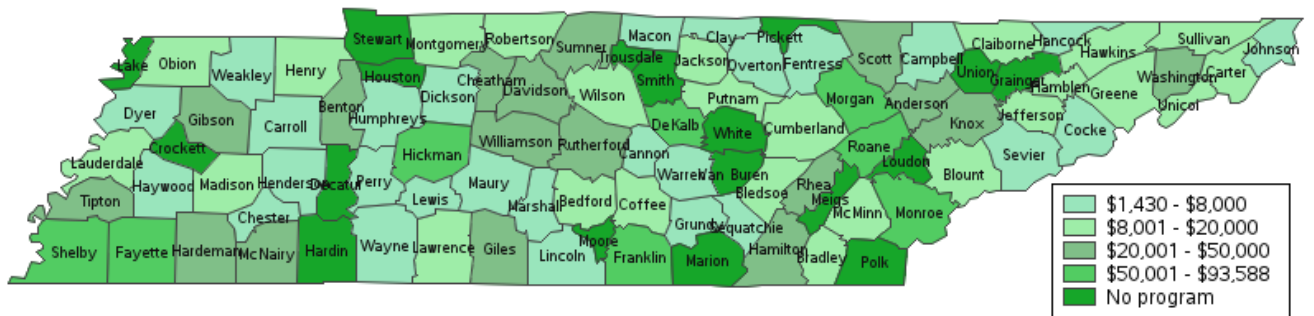 Stewart
Montgomery
Robertson
Sumner
Macon
Clay
Pickett
Claiborne
Hancock
Sullivan
Johnson
Lake
Obion
Weakley
Henry
Houston
Cheatham
Trousdale
Jackson
Overton
Fentress
Scott
Campbell
Union
Grainger
Hawkins
Hamblen
Greene
Washington
Carter
Unicol
Dyer
Gibson
Carroll
Benton
Humphreys
Dickson
Davidson
Wilson
Smith
Putnam
Morgan
Anderson
Knox
Jefferson
Cocke
Crockett
Lauderdale
Haywood
Madison
Henderson
Decatur
Perry
Hickman
Williamson
Rutherford
Cannon
DeKalb
White
Cumberland
Roane
Loudon
Sevier
Blount
Tipton
Chester
Lewis
Maury
Marshall
Bedford
Coffee
Warren
Van Buren
Bledsoe
Rhea
Meigs
McMinn
Monroe
Shelby
Fayette
Hardeman
McNairy
Hardin
Wayne
Lawrence
Giles
Lincoln
Moore
Franklin
Grundy
Sequatchie
Marion
Hamilton
Bradley
Polk
$1,430 - $8,000
$8,001 - $20,000
$20,001 - $50,000
$50,001 - $93,588
No program